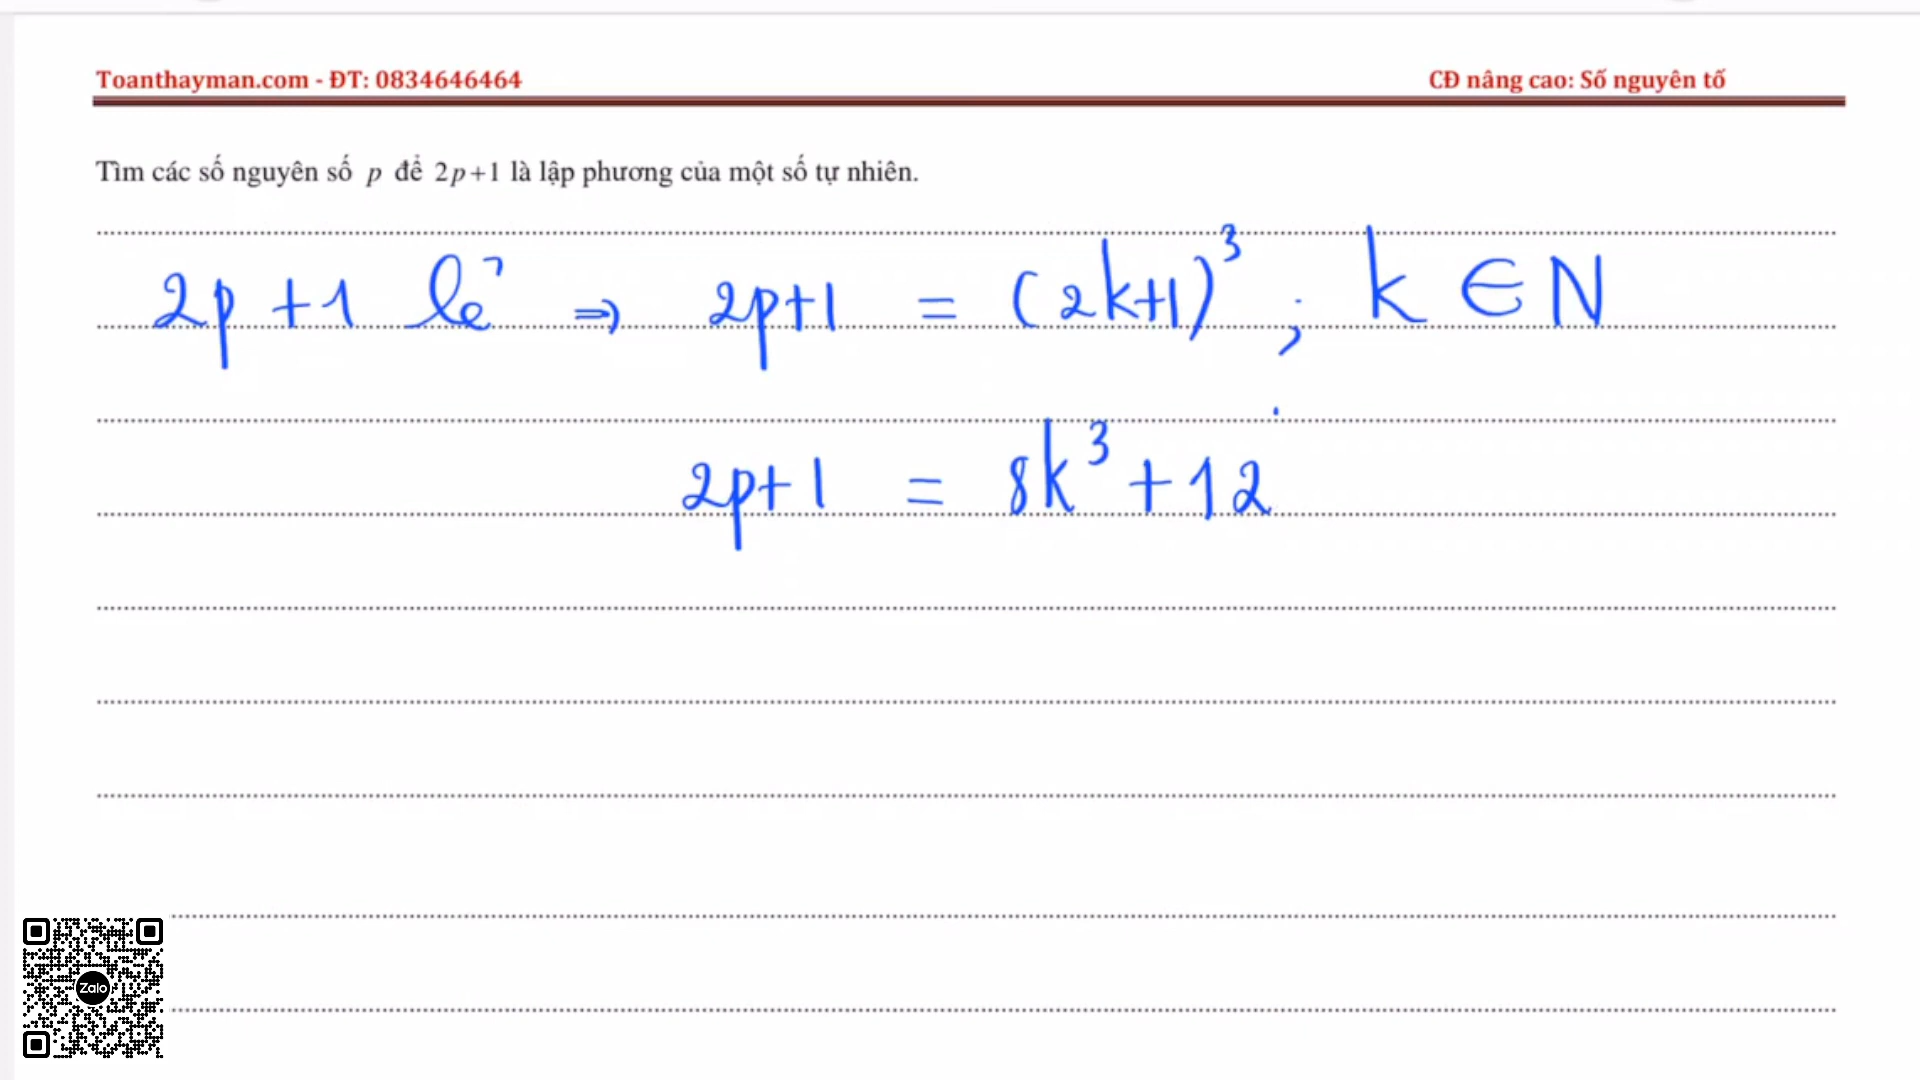 Toanthayman.com - ĐT: 0834646464
CĐ nâng cao: Số nguyên tố
Tìm các số nguyên số p để 2p+1 là lập phương của một số tự nhiên.
2p+1 lẻ ⇒ 2p+1 = (2k+1)³ ; k ∈ N
2p+1 = 8k³ + 12
Zalo